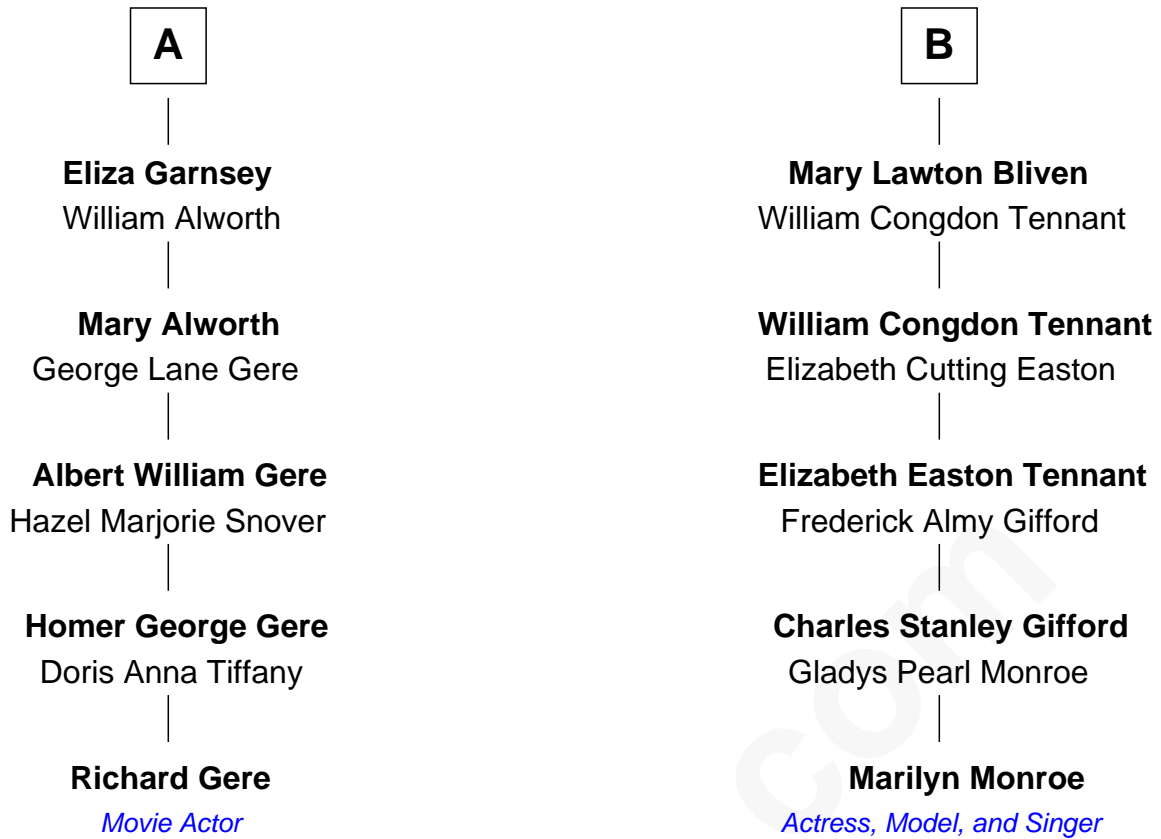 A
B
Eliza Garnsey
William Alworth
Mary Lawton Bliven
William Congdon Tennant
Mary Alworth
George Lane Gere
William Congdon Tennant
Elizabeth Cutting Easton
Albert William Gere
Hazel Marjorie Snover
Elizabeth Easton Tennant
Frederick Almy Gifford
Homer George Gere
Doris Anna Tiffany
Charles Stanley Gifford
Gladys Pearl Monroe
Richard Gere
Movie Actor
Marilyn Monroe
Actress, Model, and Singer
com